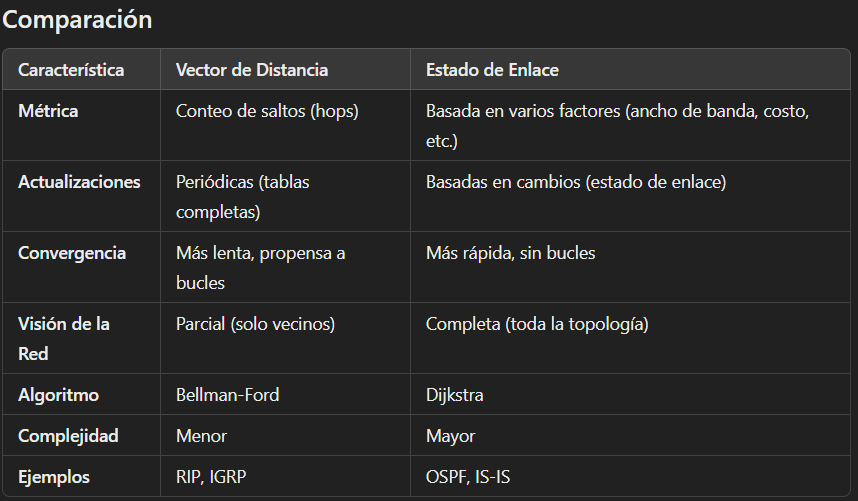 Comparación
Característica Vector de Distancia Estado de Enlace
Métrica Conteo de saltos (hops) Basada en varios factores (ancho de banda, costo,
etc.)
Actualizaciones Periódicas (tablas Basadas en cambios (estado de enlace)
completas)
Convergencia Más lenta, propensa a Más rápida, sin bucles
bucles
Visión de la Parcial (solo vecinos) Completa (toda la topología)
Red
Algoritmo Bellman-Ford Dijkstra
Complejidad Menor Mayor
Ejemplos RIP, IGRP OSPF, IS-IS